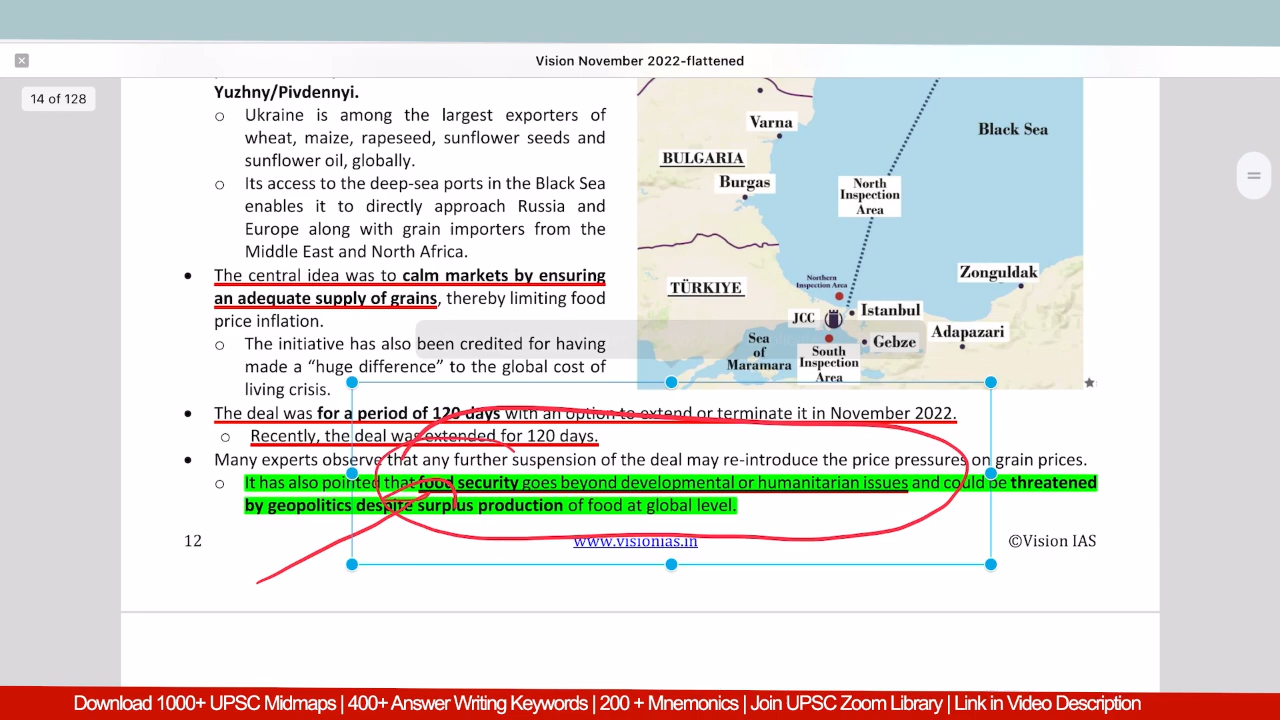 Vision November 2022-flattened
14 of 128
Yuzhny/Pivdennyi.
o Ukraine is among the largest exporters of
wheat, maize, rapeseed, sunflower seeds and
sunflower oil, globally.
o Its access to the deep-sea ports in the Black Sea
enables it to directly approach Russia and
Europe along with grain importers from the
Middle East and North Africa.
• The central idea was to calm markets by ensuring
an adequate supply of grains, thereby limiting food
price inflation.
o The initiative has also been credited for having
made a “huge difference” to the global cost of
living crisis.
Varna
Black Sea
BULGARIA
Burgas
North
Inspection
Area
Zonguldak
TÜRKIYE
Northern
Inspection Area
JCC
Istanbul
Adapazari
Gebze
Sea
of
Maramara
South
Inspection
Area
• The deal was for a period of 120 days with an option to extend or terminate it in November 2022.
o Recently, the deal was extended for 120 days.
• Many experts observe that any further suspension of the deal may re-introduce the price pressures on grain prices.
o It has also pointed that food security goes beyond developmental or humanitarian issues and could be threatened
by geopolitics despite surplus production of food at global level.
12
www.visionias.in
©Vision IAS
Download 1000+ UPSC Midmaps | 400+ Answer Writing Keywords | 200 + Mnemonics | Join UPSC Zoom Library | Link in Video Description